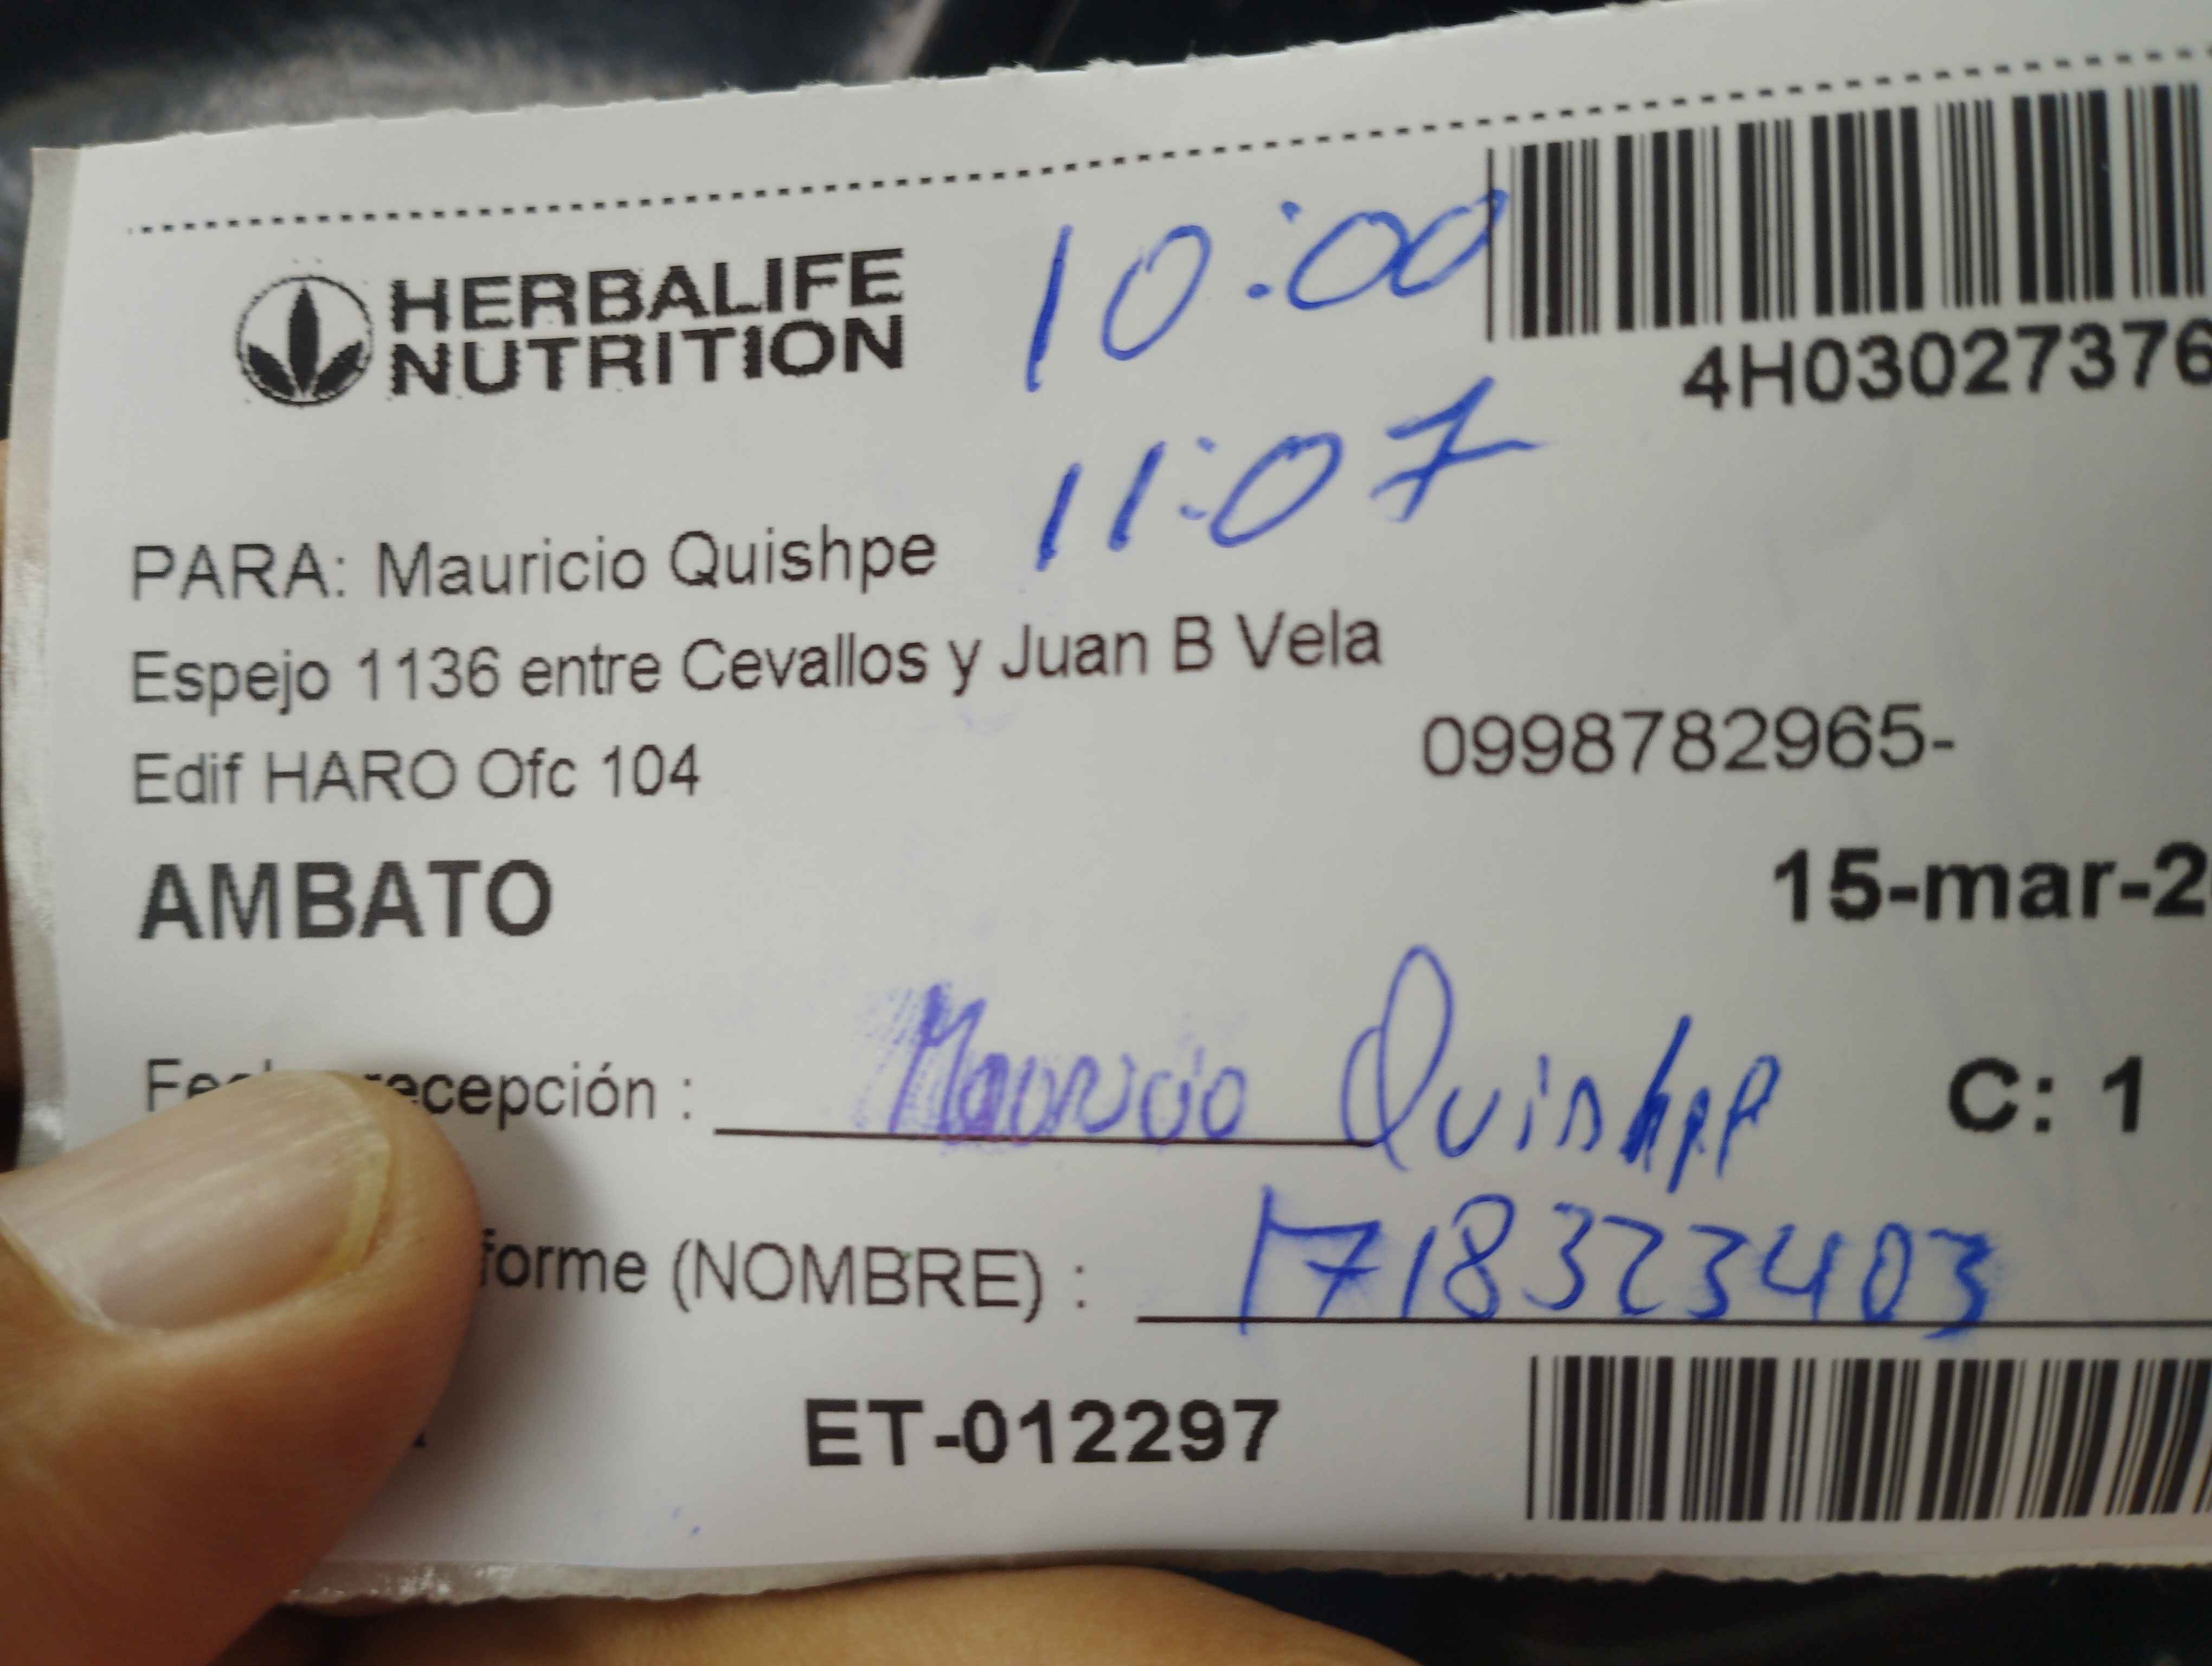 HERBALIFE
NUTRITION
10:00
4H03027376
11:07
PARA: Mauricio Quishpe
Espejo 1136 entre Cevallos y Juan B Vela
Edif HARO Ofc 104
0998782965-
AMBATO
15-mar-2
recepción : Mauricio Quishpe
C: 1
forme (NOMBRE) : 1718323403
ET-012297